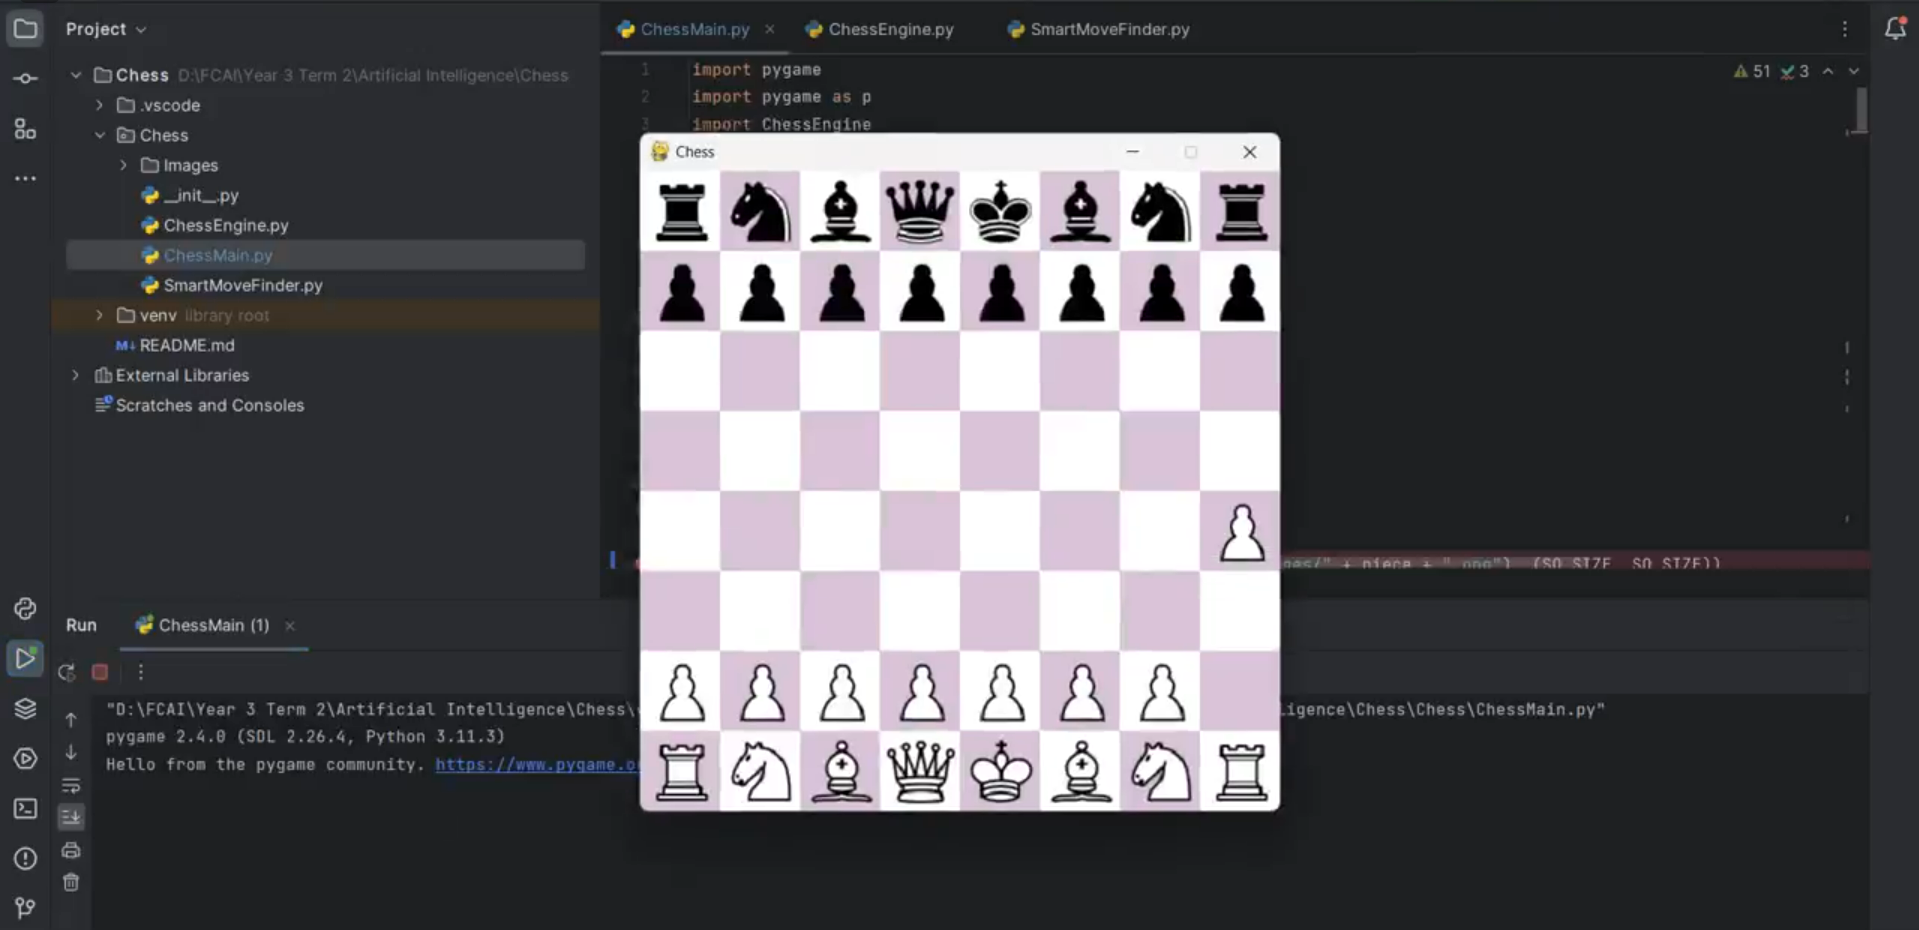 Project
Chess D:\FCAI\Year 3 Term 2\Artificial Intelligence\Chess
.vscode
Chess
Images
__init__.py
ChessEngine.py
ChessMain.py
SmartMoveFinder.py
venv library root
M↓ README.md
External Libraries
Scratches and Consoles
ChessMain.py
ChessEngine.py
SmartMoveFinder.py
51 3
1 import pygame
2 import pygame as p
3 import ChessEngine
Chess
+ piece + ".png"), (SQ_SIZE, SQ_SIZE))
Run ChessMain (1)
"D:\FCAI\Year 3 Term 2\Artificial Intelligence\Chess\ligence\Chess\Chess\ChessMain.py"
pygame 2.4.0 (SDL 2.26.4, Python 3.11.3)
Hello from the pygame community. https://www.pygame.o